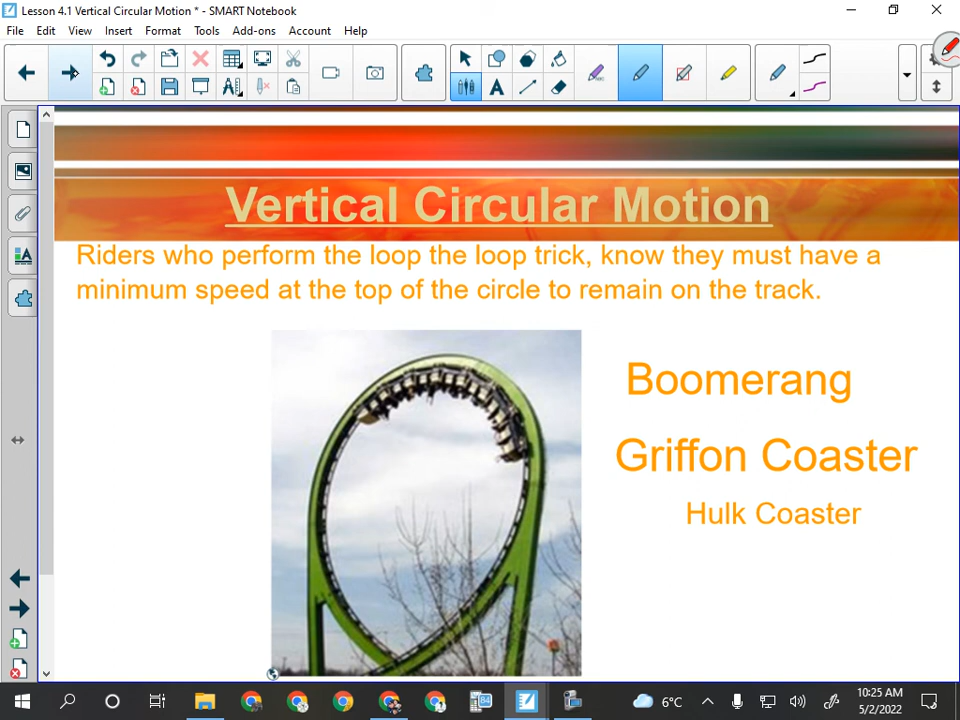 Lesson 4.1 Vertical Circular Motion * - SMART Notebook
File Edit View Insert Format Tools Add-ons Account Help
Vertical Circular Motion
Riders who perform the loop the loop trick, know they must have a
minimum speed at the top of the circle to remain on the track.
Boomerang
Griffon Coaster
Hulk Coaster
6°C
10:25 AM
5/2/2022